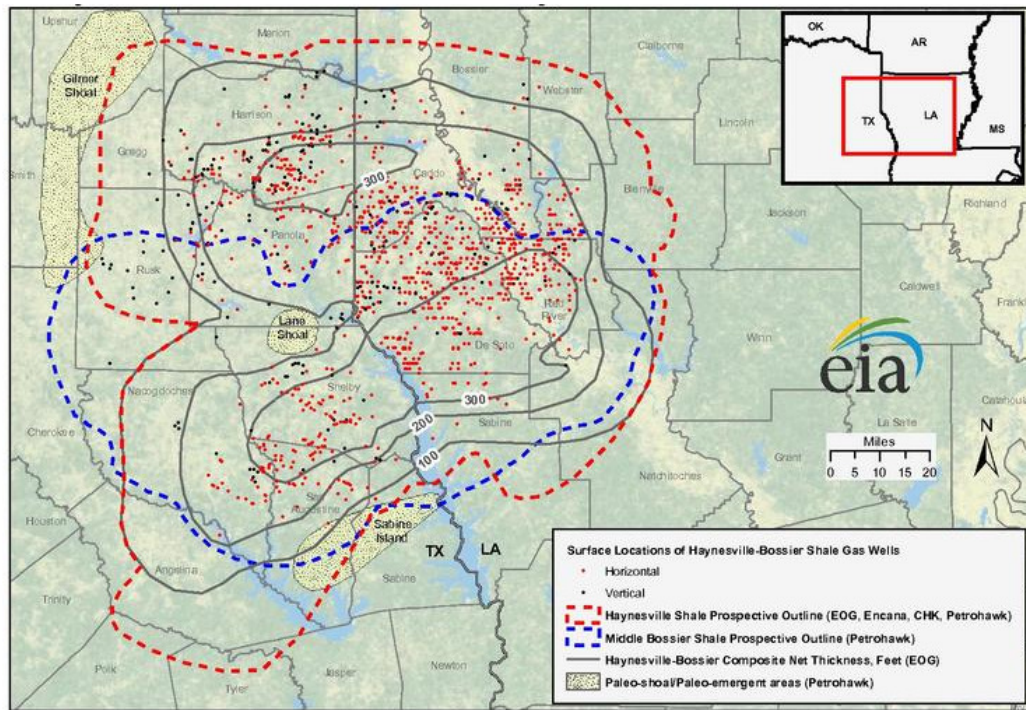 Upshur
Marion
Claiborne
Bossier
Webster
Gilmer
Shoal
Harrison
Lincoln
Gregg
Smith
300
Caddo
Bienville
Jackson
Richland
Panola
Rusk
Caldwell
Frankl
Red
River
Lane
Shoal
De Soto
Winn
eia
Nacogdoches
Shelby
300
200
100
Sabine
Cherokee
La Salle
Catahoula
Miles
0 5 10 15 20
N
Grant
Natchitoches
San
Augustine
Sabine
Island
TX
LA
Houston
Angelina
Sabine
Trinity
Polk
Tyler
Jasper
Newton
OK
AR
TX
LA
MS
Surface Locations of Haynesville-Bossier Shale Gas Wells
Horizontal
Vertical
Haynesville Shale Prospective Outline (EOG, Encana, CHK, Petrohawk)
Middle Bossier Shale Prospective Outline (Petrohawk)
Haynesville-Bossier Composite Net Thickness, Feet (EOG)
Paleo-shoal/Paleo-emergent areas (Petrohawk)